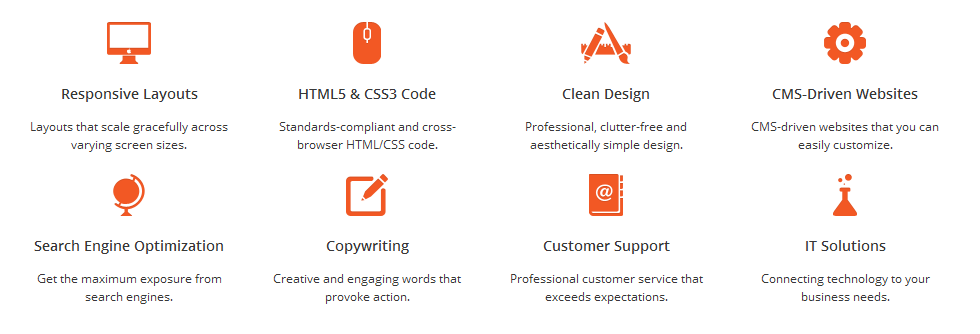 Responsive Layouts
Layouts that scale gracefully across
varying screen sizes.
HTML5 & CSS3 Code
Standards-compliant and cross-
browser HTML/CSS code.
Clean Design
Professional, clutter-free and
aesthetically simple design.
CMS-Driven Websites
CMS-driven websites that you can
easily customize.
Search Engine Optimization
Get the maximum exposure from
search engines.
Copywriting
Creative and engaging words that
provoke action.
@
Customer Support
Professional customer service that
exceeds expectations.
IT Solutions
Connecting technology to your
business needs.